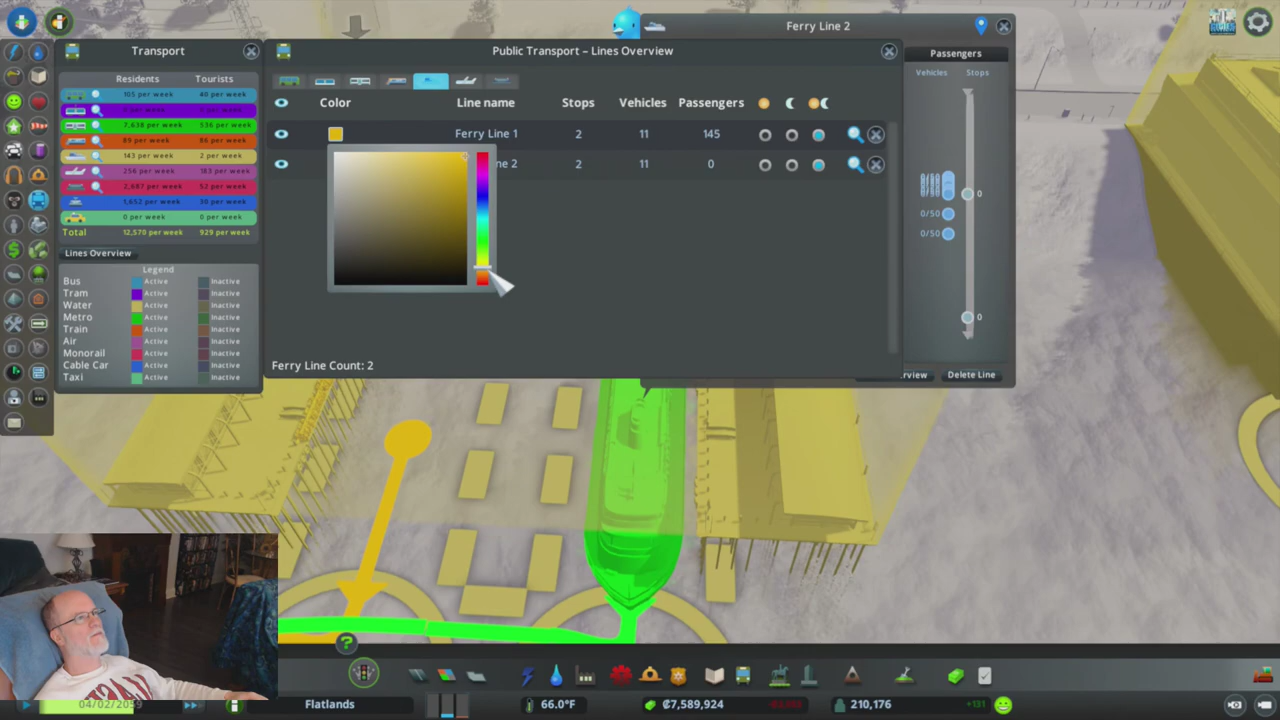 Ferry Line 2
Transport
Public Transport – Lines Overview
Passengers
Residents Tourists
Vehicles Stops
105 per week 40 per week
7,638 per week 536 per week
89 per week 86 per week
143 per week 2 per week
256 per week 183 per week
2,687 per week 52 per week
1,652 per week 30 per week
0 per week 0 per week
Total 12,570 per week 929 per week
Color Line name Stops Vehicles Passengers
Ferry Line 1 2 11 145
ne 2 2 11 0
0
0/50
0/50
0
Lines Overview
Legend
Bus Active Inactive
Tram Active Inactive
Water Active Inactive
Metro Active Inactive
Train Active Inactive
Air Active Inactive
Monorail Active Inactive
Cable Car Active Inactive
Taxi Active Inactive
Ferry Line Count: 2
rview Delete Line
?
04/02/2059
Flatlands
66.0°F
₡7,589,924
210,176
+131